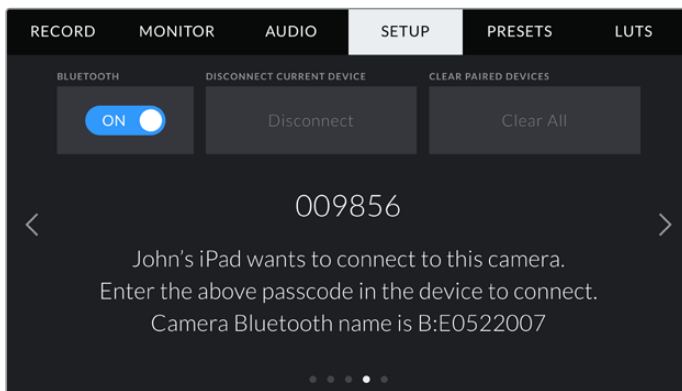 RECORD MONITOR AUDIO SETUP PRESETS LUTS
BLUETOOTH DISCONNECT CURRENT DEVICE CLEAR PAIRED DEVICES
ON Disconnect Clear All
009856
John's iPad wants to connect to this camera.
Enter the above passcode in the device to connect.
Camera Bluetooth name is B:E0522007